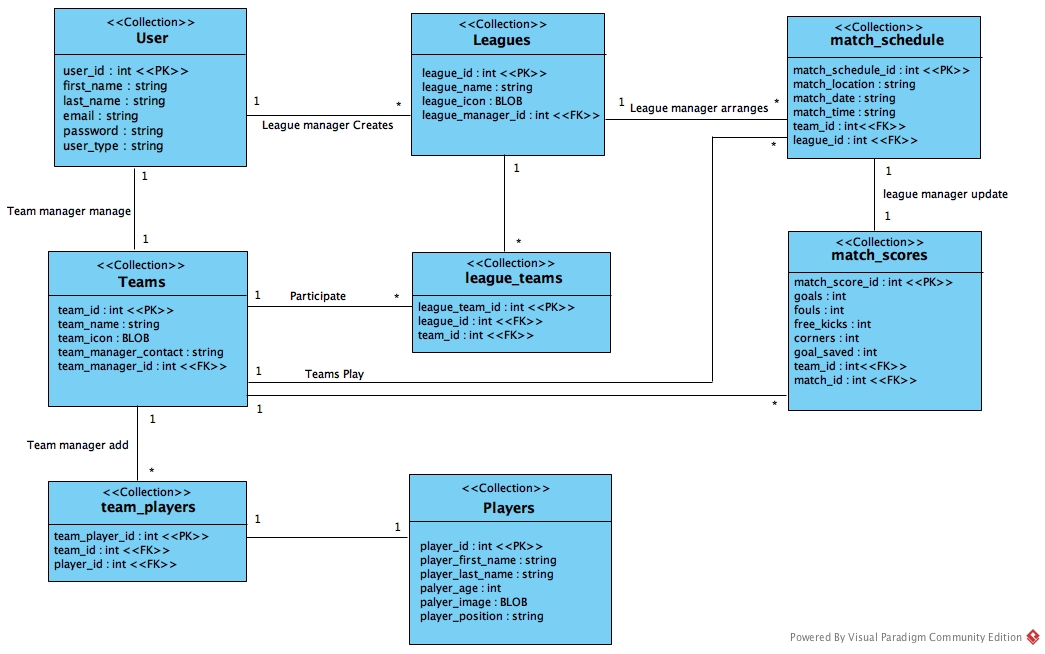 <<Collection>>
User
user_id : int <<PK>>
first_name : string
last_name : string
email : string
password : string
user_type : string
1
*
League manager Creates
<<Collection>>
Leagues
league_id : int <<PK>>
league_name : string
league_icon : BLOB
league_manager_id : int <<FK>>
1
League manager arranges
*
*
<<Collection>>
match_schedule
match_schedule_id : int <<PK>>
match_location : string
match_date : string
match_time : string
team_id : int<<FK>>
league_id : int <<FK>>
1
Team manager manage
1
1
*
1
league manager update
1
<<Collection>>
Teams
team_id : int <<PK>>
team_name : string
team_icon : BLOB
team_manager_contact : string
team_manager_id : int <<FK>>
1
Participate
*
<<Collection>>
league_teams
league_team_id : int <<PK>>
league_id : int <<FK>>
team_id : int <<FK>>
<<Collection>>
match_scores
match_score_id : int <<PK>>
goals : int
fouls : int
free_kicks : int
corners : int
goal_saved : int
team_id : int<<FK>>
match_id : int <<FK>>
1
Teams Play
1
*
1
Team manager add
*
<<Collection>>
team_players
team_player_id : int <<PK>>
team_id : int <<FK>>
player_id : int <<FK>>
1
1
<<Collection>>
Players
player_id : int <<PK>>
player_first_name : string
player_last_name : string
palyer_age : int
palyer_image : BLOB
player_position : string
Powered By Visual Paradigm Community Edition